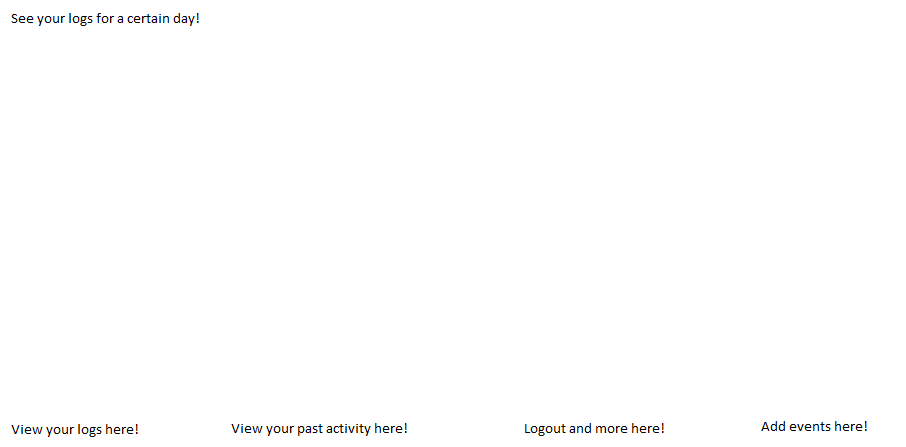 See your logs for a certain day!
View your logs here!
View your past activity here!
Logout and more here!
Add events here!